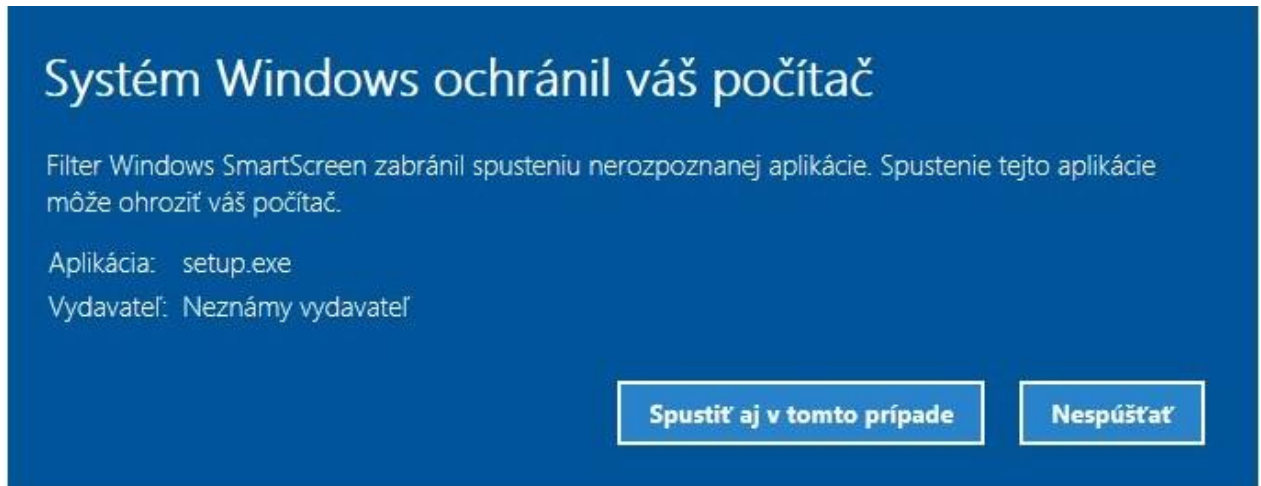 Systém Windows ochránil váš počítač
Filter Windows SmartScreen zabránil spusteniu nerozpoznanej aplikácie. Spustenie tejto aplikácie
môže ohroziť váš počítač.
Aplikácia: setup.exe
Vydavateľ: Neznámy vydavateľ
Spustiť aj v tomto prípade
Nespúšťať